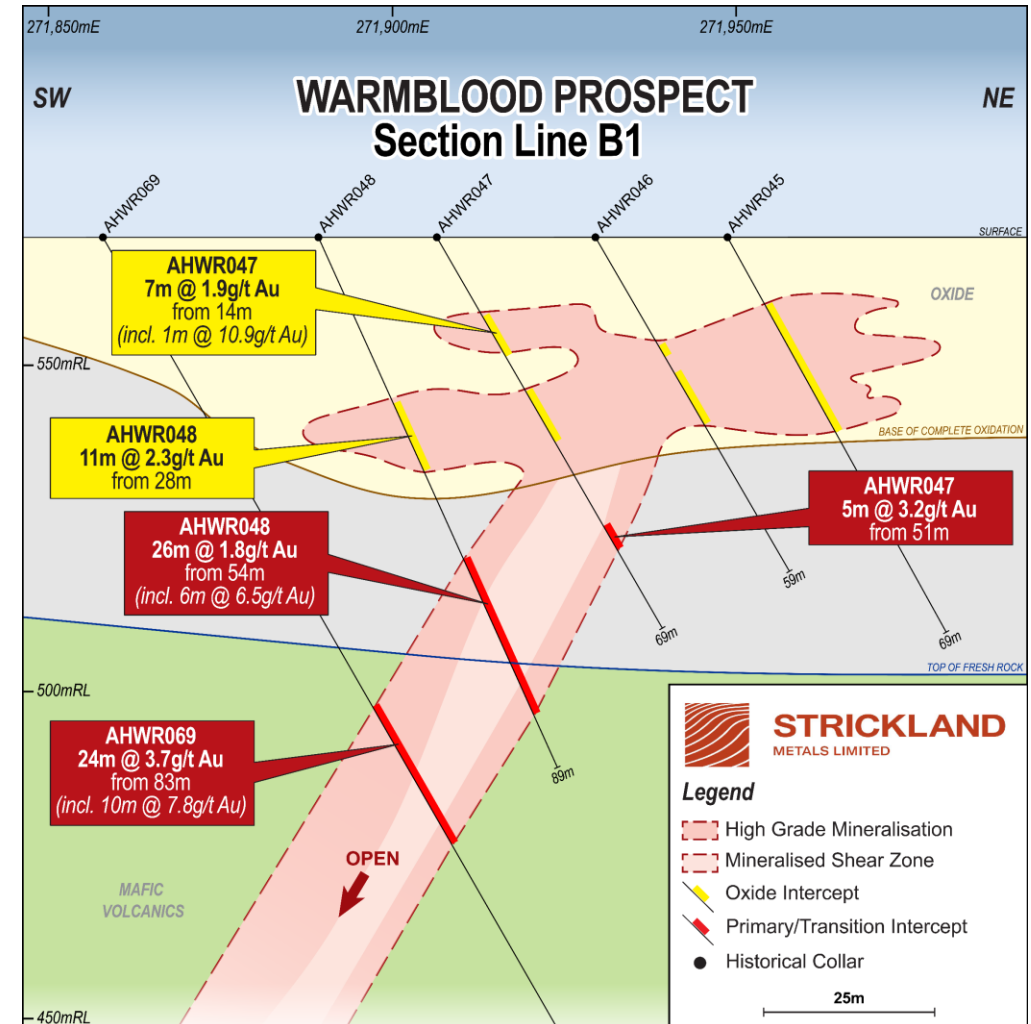 271,850mE
271,900mE
271,950mE
SW
WARMBLOOD PROSPECT
NE
Section Line B1
AHWR069
AHWR048
AHWR047
AHWR046
AHWR045
SURFACE
AHWR047
7m @ 1.9g/t Au
from 14m
(incl. 1m @ 10.9g/t Au)
OXIDE
550mRL
BASE OF COMPLETE OXIDATION
AHWR048
11m @ 2.3g/t Au
from 28m
AHWR047
5m @ 3.2g/t Au
from 51m
AHWR048
26m @ 1.8g/t Au
from 54m
(incl. 6m @ 6.5g/t Au)
59m
69m
69m
TOP OF FRESH ROCK
500mRL
AHWR069
24m @ 3.7g/t Au
from 83m
(incl. 10m @ 7.8g/t Au)
89m
OPEN
MAFIC
VOLCANICS
STRICKLAND
METALS LIMITED
Legend
High Grade Mineralisation
Mineralised Shear Zone
Oxide Intercept
Primary/Transition Intercept
Historical Collar
25m
450mRL